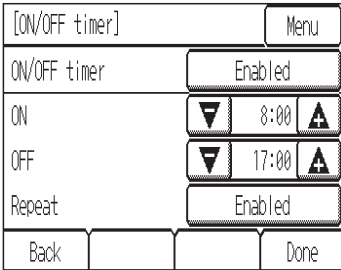 [ON/OFF timer] Menu
ON/OFF timer Enabled
ON 8:00
OFF 17:00
Repeat Enabled
Back Done